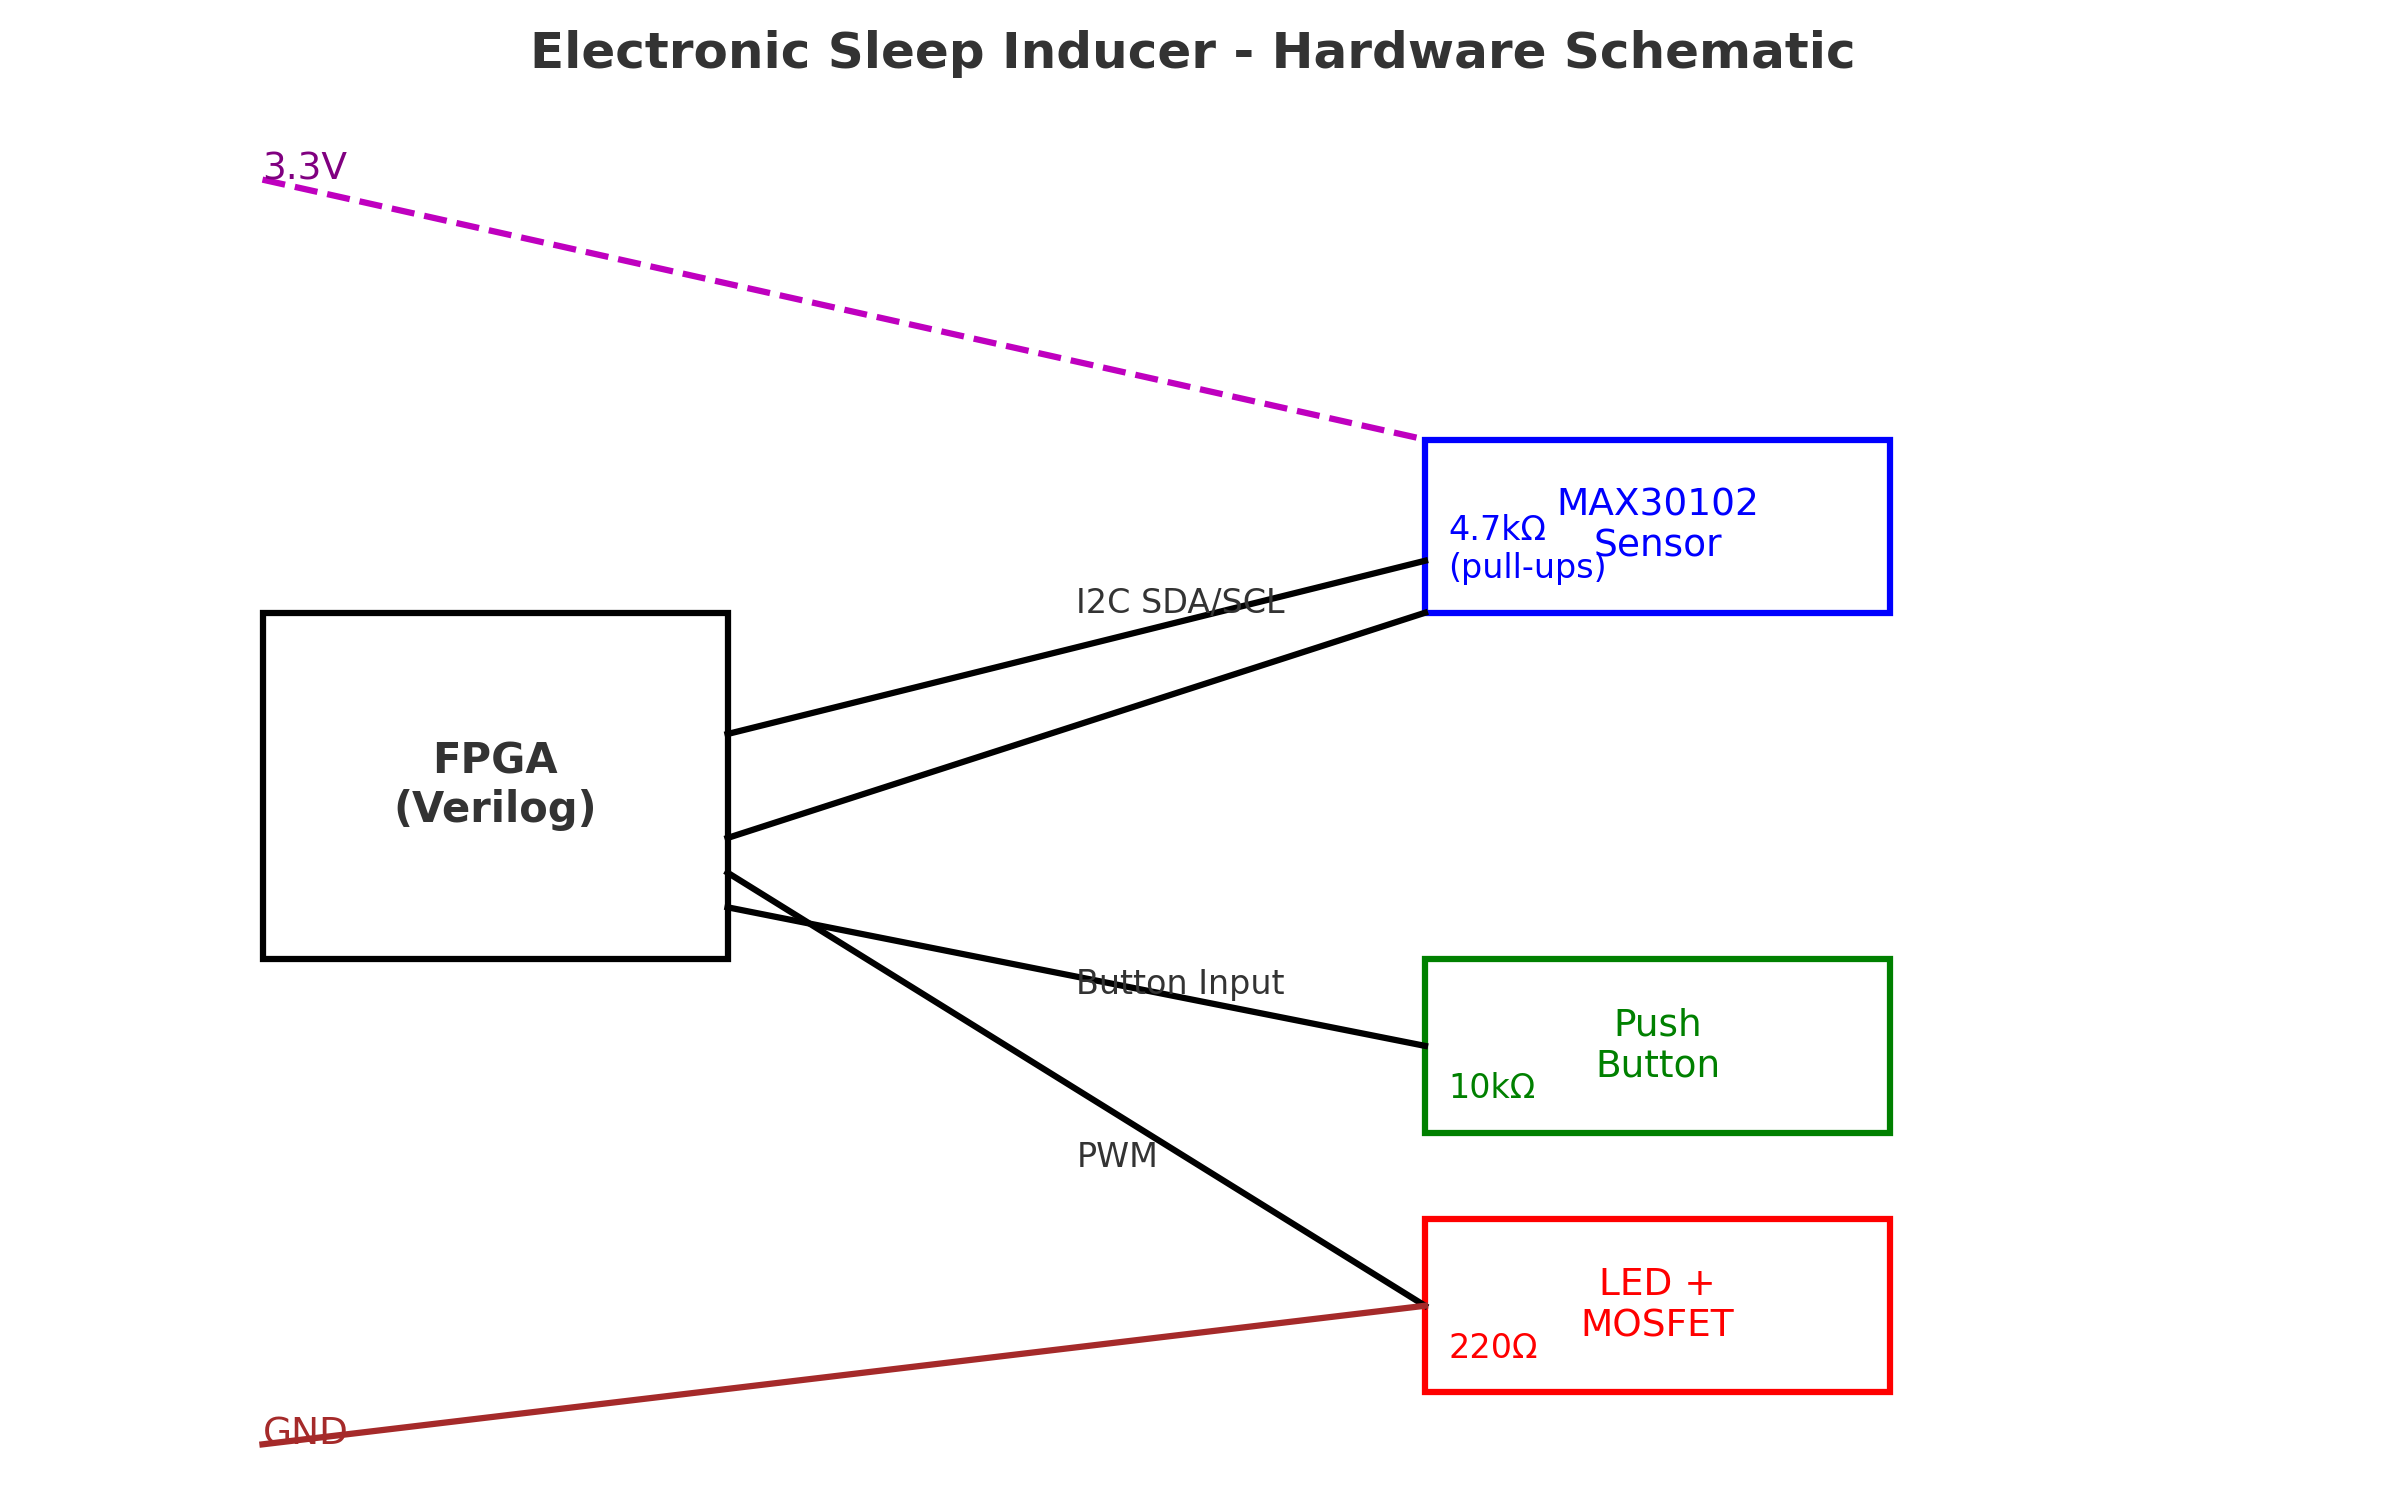 Electronic Sleep Inducer - Hardware Schematic
3.3V
MAX30102
Sensor
4.7kΩ
(pull-ups)
I2C SDA/SCL
FPGA
(Verilog)
Button Input
Push
Button
10kΩ
PWM
LED +
MOSFET
220Ω
GND